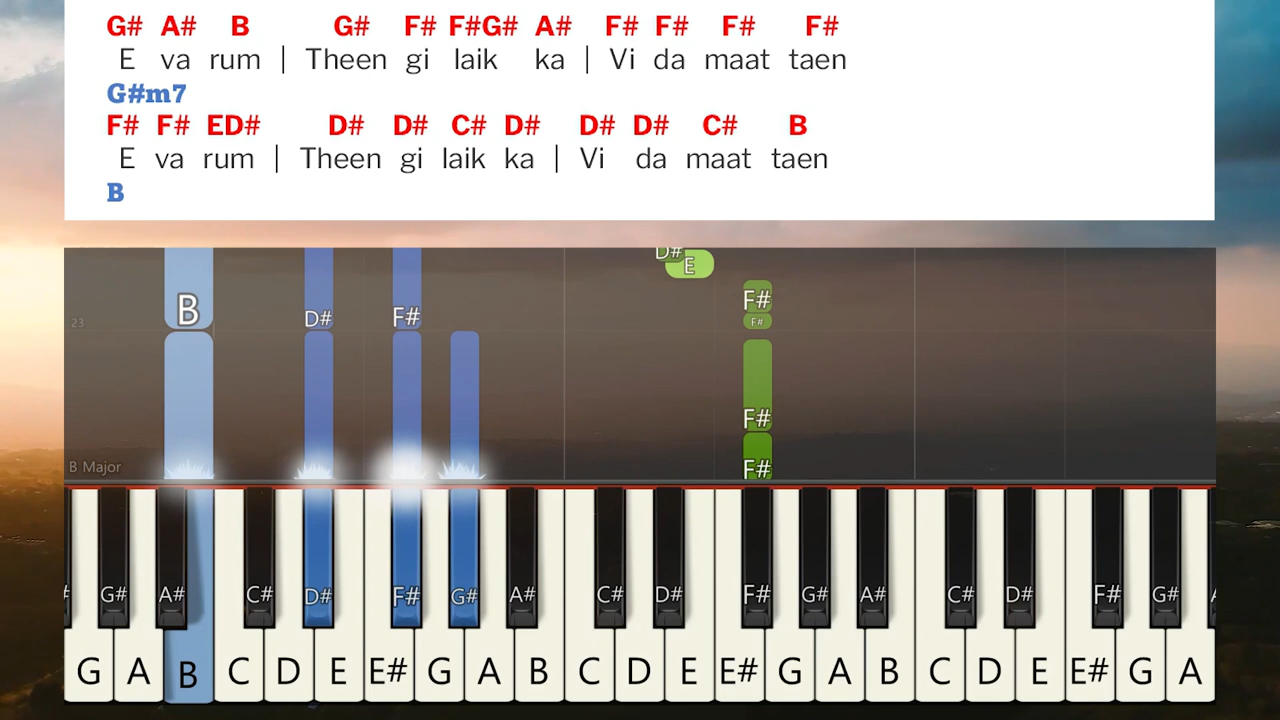 G# A# B G# F# F#G# A# F# F# F# F#
E va rum | Theen gi laik ka | Vi da maat taen
G#m7
F# F# ED# D# D# C# D# D# D# C# B
E va rum | Theen gi laik ka | Vi da maat taen
B
D#
E
B D# F# F#
23 F#
F#
B Major F#
G# A# C# D# F# G# A# C# D# F# G# A# C# D# F# G#
G A B C D E E# G A B C D E E# G A B C D E E# G A